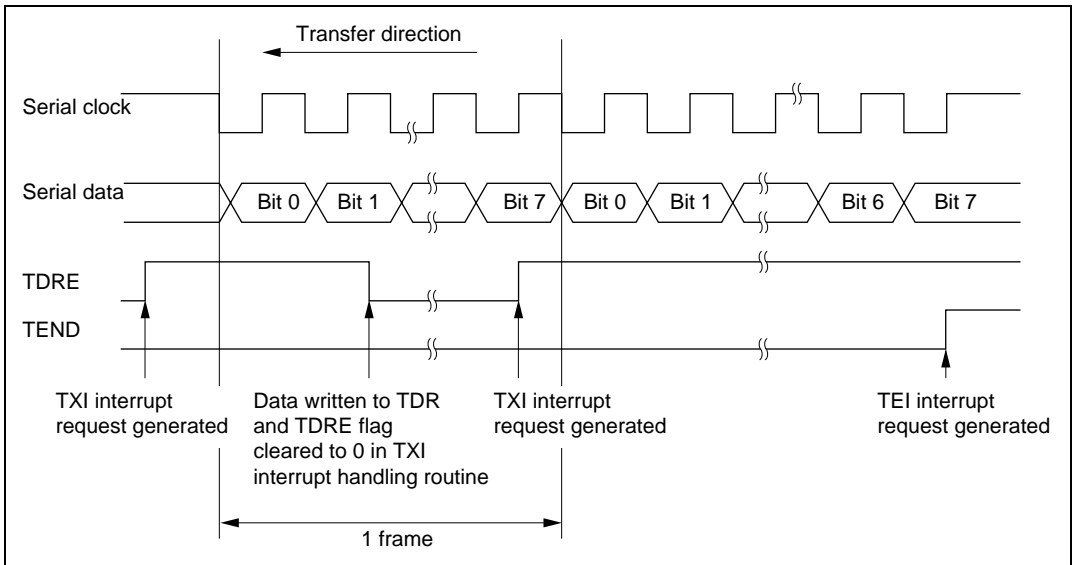 Transfer direction
Serial clock
Serial data
Bit 0
Bit 1
Bit 7
Bit 0
Bit 1
Bit 6
Bit 7
TDRE
TEND
TXI interrupt
request generated
Data written to TDR
and TDRE flag
cleared to 0 in TXI
interrupt handling routine
TXI interrupt
request generated
TEI interrupt
request generated
1 frame